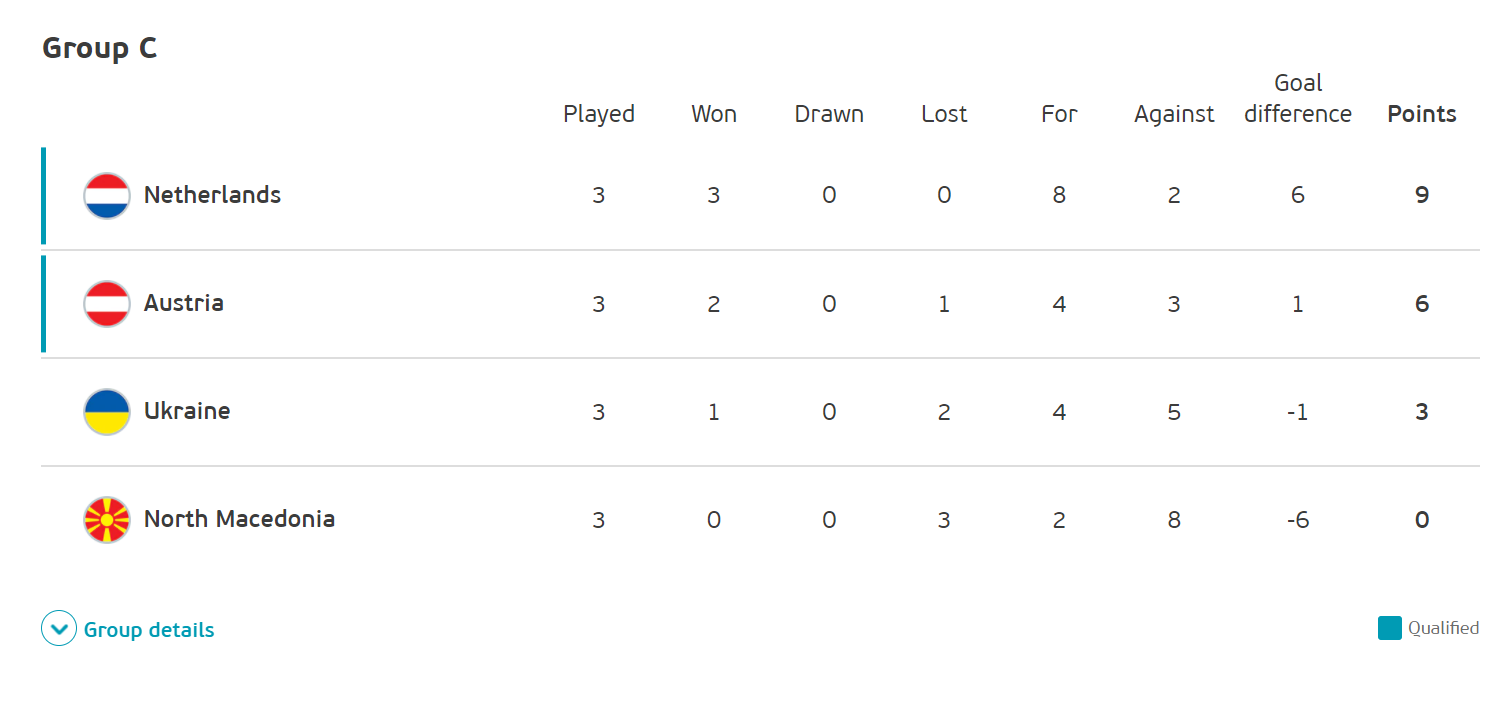 Group C
Played Won Drawn Lost For Against Goal difference Points
Netherlands 3 3 0 0 8 2 6 9
Austria 3 2 0 1 4 3 1 6
Ukraine 3 1 0 2 4 5 -1 3
North Macedonia 3 0 0 3 2 8 -6 0
Group details Qualified